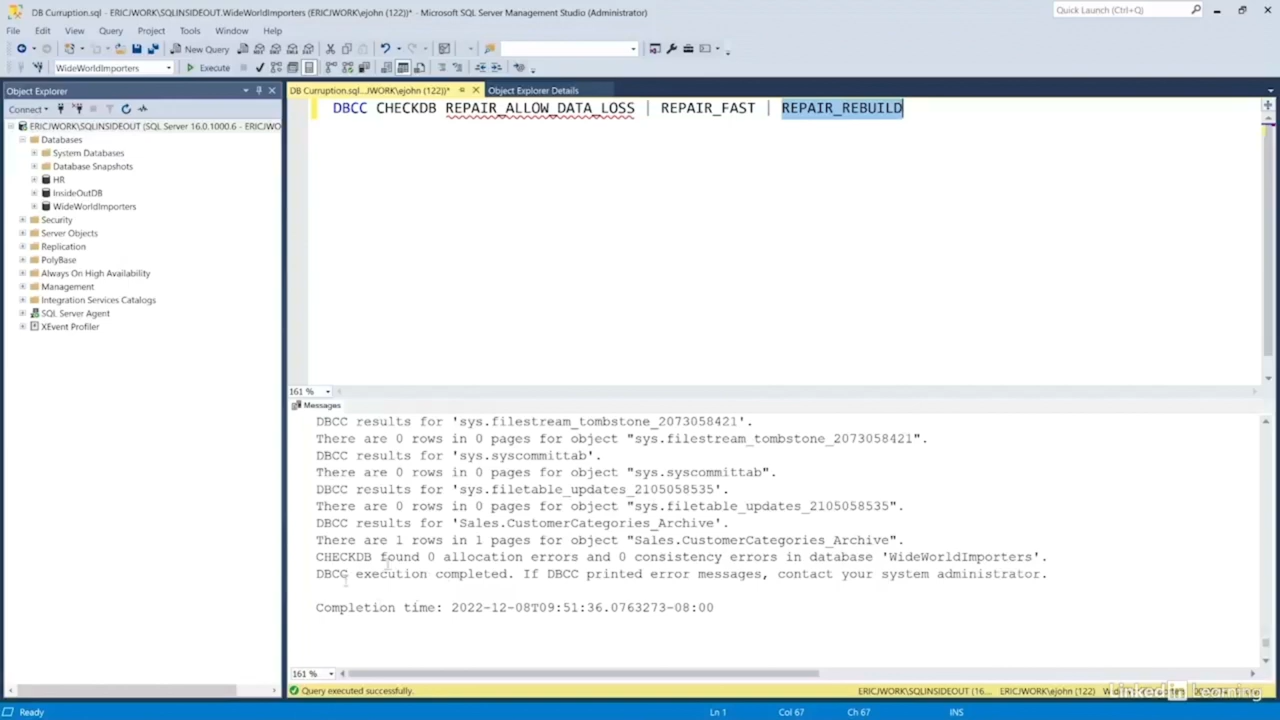 DB Curruption.sql - ERICJWORK\SQLINSIDEOUT.WideWorldImporters (ERICJWORK\ejohn (122))* - Microsoft SQL Server Management Studio (Administrator)
Quick Launch (Ctrl+Q)
File Edit View Query Project Tools Window Help
New Query
WideWorldImporters Execute
Object Explorer
DB Curruption.sql...JWORK\ejohn (122))* Object Explorer Details
Connect
DBCC CHECKDB REPAIR_ALLOW_DATA_LOSS | REPAIR_FAST | REPAIR_REBUILD
ERICJWORK\SQLINSIDEOUT (SQL Server 16.0.1000.6 - ERICJWO
Databases
System Databases
Database Snapshots
HR
InsideOutDB
WideWorldImporters
Security
Server Objects
Replication
PolyBase
Always On High Availability
Management
Integration Services Catalogs
SQL Server Agent
XEvent Profiler
161 %
Messages
DBCC results for 'sys.filestream_tombstone_2073058421'.
There are 0 rows in 0 pages for object "sys.filestream_tombstone_2073058421".
DBCC results for 'sys.syscommittab'.
There are 0 rows in 0 pages for object "sys.syscommittab".
DBCC results for 'sys.filetable_updates_2105058535'.
There are 0 rows in 0 pages for object "sys.filetable_updates_2105058535".
DBCC results for 'Sales.CustomerCategories_Archive'.
There are 1 rows in 1 pages for object "Sales.CustomerCategories_Archive".
CHECKDB found 0 allocation errors and 0 consistency errors in database 'WideWorldImporters'.
DBCC execution completed. If DBCC printed error messages, contact your system administrator.
Completion time: 2022-12-08T09:51:36.0763273-08:00
161 %
Query executed successfully. ERICJWORK\SQLINSIDEOUT (16... ERICJWORK\ejohn (122)
Linked in Learning
Ready Ln 1 Col 67 Ch 67 INS